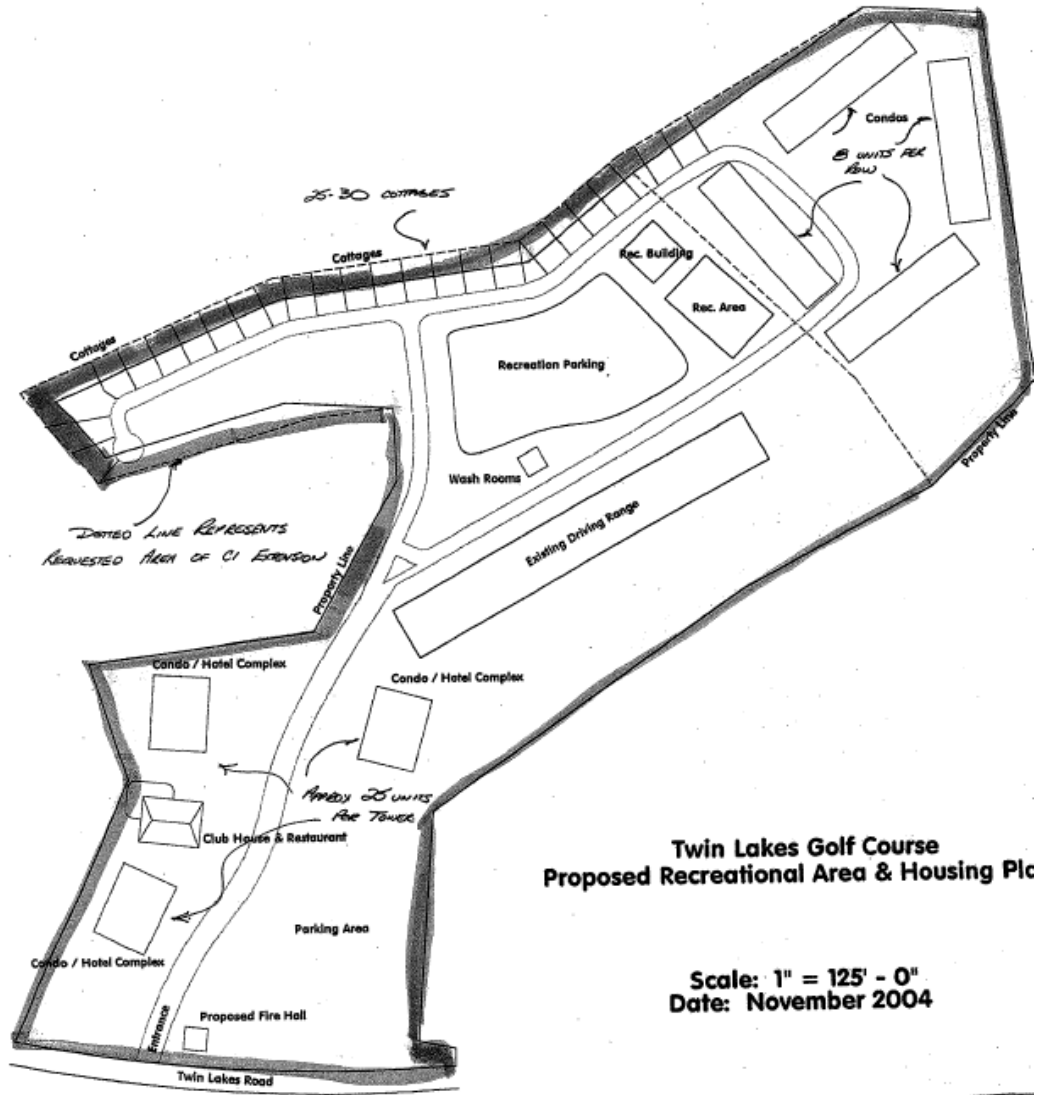 Condos
8 UNITS PER
ROW
25-30 COTTAGES
Cottages
Rec. Building
Rec. Area
Cottages
Recreation Parking
Property Line
Wash Rooms
Existing Driving Range
DOTTED LINE REPRESENTS
REQUESTED AREA OF C1 EXTENSION
Property Line
Condo / Hotel Complex
Condo / Hotel Complex
APPROX 25 UNITS
PER TOWER
Club House & Restaurant
Twin Lakes Golf Course
Proposed Recreational Area & Housing Pla
Parking Area
Condo / Hotel Complex
Scale: 1" = 125' - 0"
Date: November 2004
Proposed Fire Hall
Entrance
Twin Lakes Road